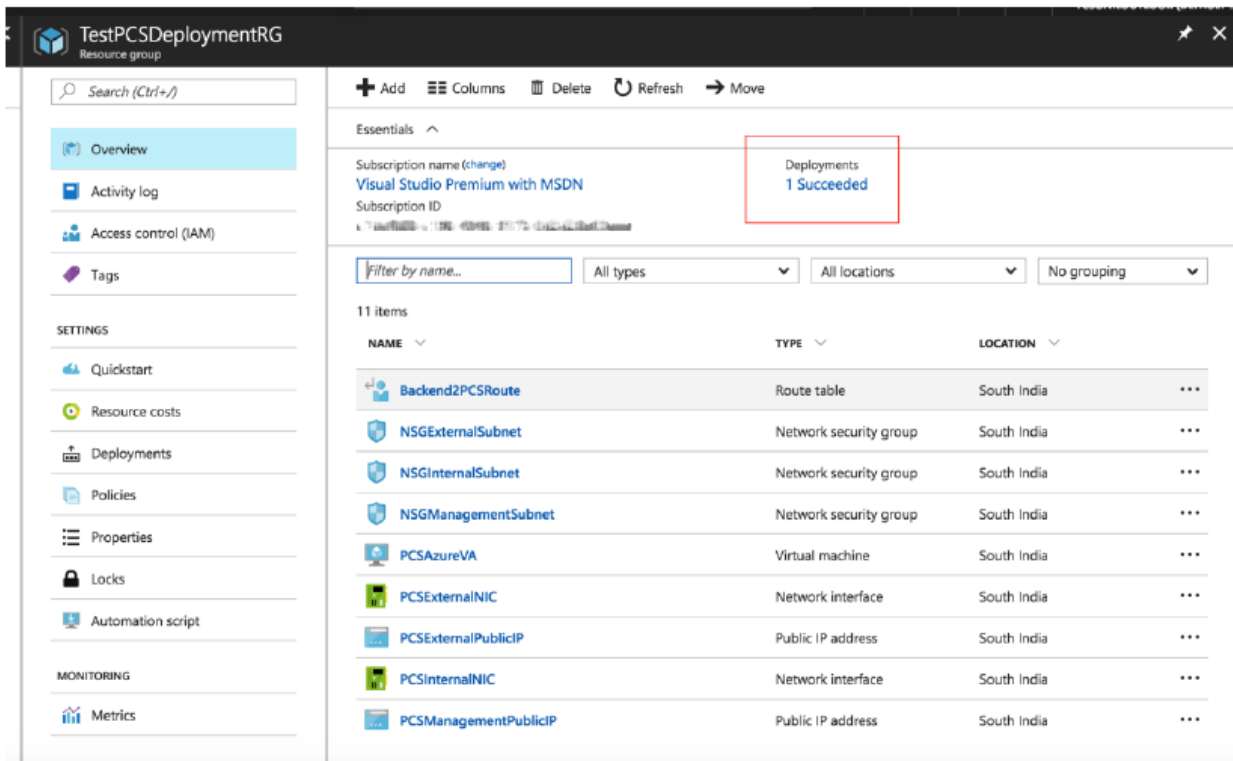 TestPCSDeploymentRG
Resource group
Search (Ctrl+/)
Overview
Activity log
Access control (IAM)
Tags
SETTINGS
Quickstart
Resource costs
Deployments
Policies
Properties
Locks
Automation script
MONITORING
Metrics
Add Columns Delete Refresh Move
Essentials
Subscription name (change)
Visual Studio Premium with MSDN
Subscription ID
Deployments
1 Succeeded
Filter by name... All types All locations No grouping
11 items
NAME TYPE LOCATION
Backend2PCSRoute Route table South India ...
NSGExternalSubnet Network security group South India ...
NSGInternalSubnet Network security group South India ...
NSGManagementSubnet Network security group South India ...
PCSAzureVA Virtual machine South India ...
PCSExternalNIC Network interface South India ...
PCSExternalPublicIP Public IP address South India ...
PCSInternalNIC Network interface South India ...
PCSManagementPublicIP Public IP address South India ...